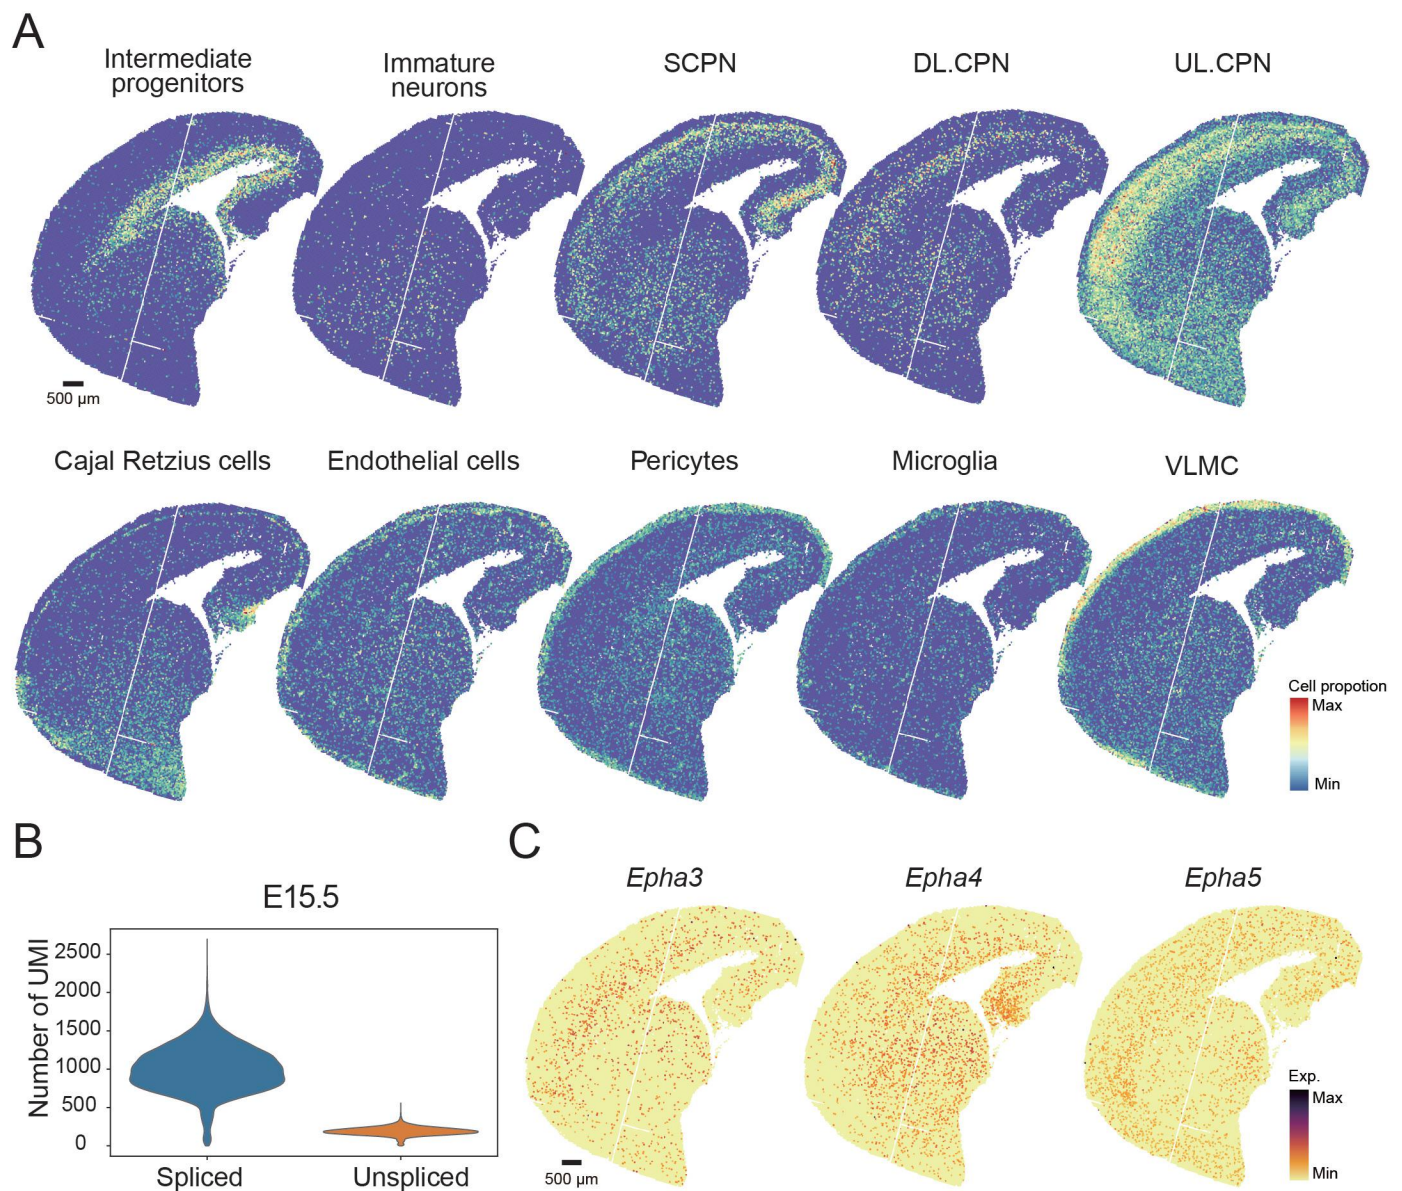 A
Intermediate
progenitors
Immature
neurons
SCPN
DL.CPN
UL.CPN
500 μm
Cajal Retzius cells
Endothelial cells
Pericytes
Microglia
VLMC
Cell propotion
Max
Min
B
E15.5
Number of UMI
2500
2000
1500
1000
500
0
Spliced
Unspliced
C
Epha3
Epha4
Epha5
500 μm
Exp.
Max
Min